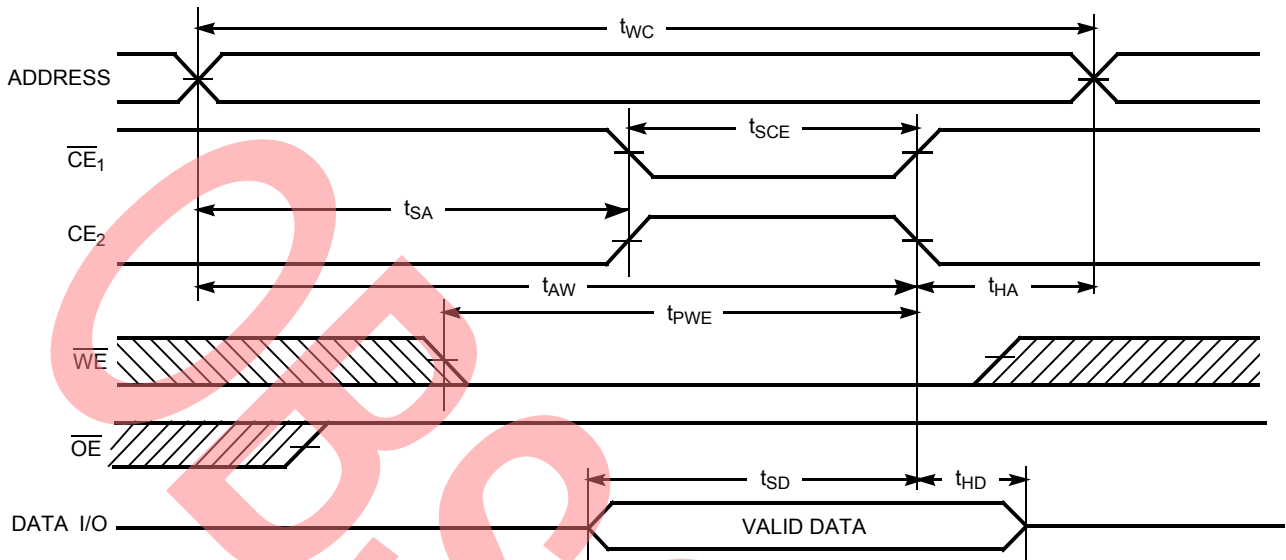 tWC
ADDRESS
tSCE
CE1
tSA
CE2
tAW
tHA
tPWE
WE
OE
tSD
tHD
DATA I/O
VALID DATA